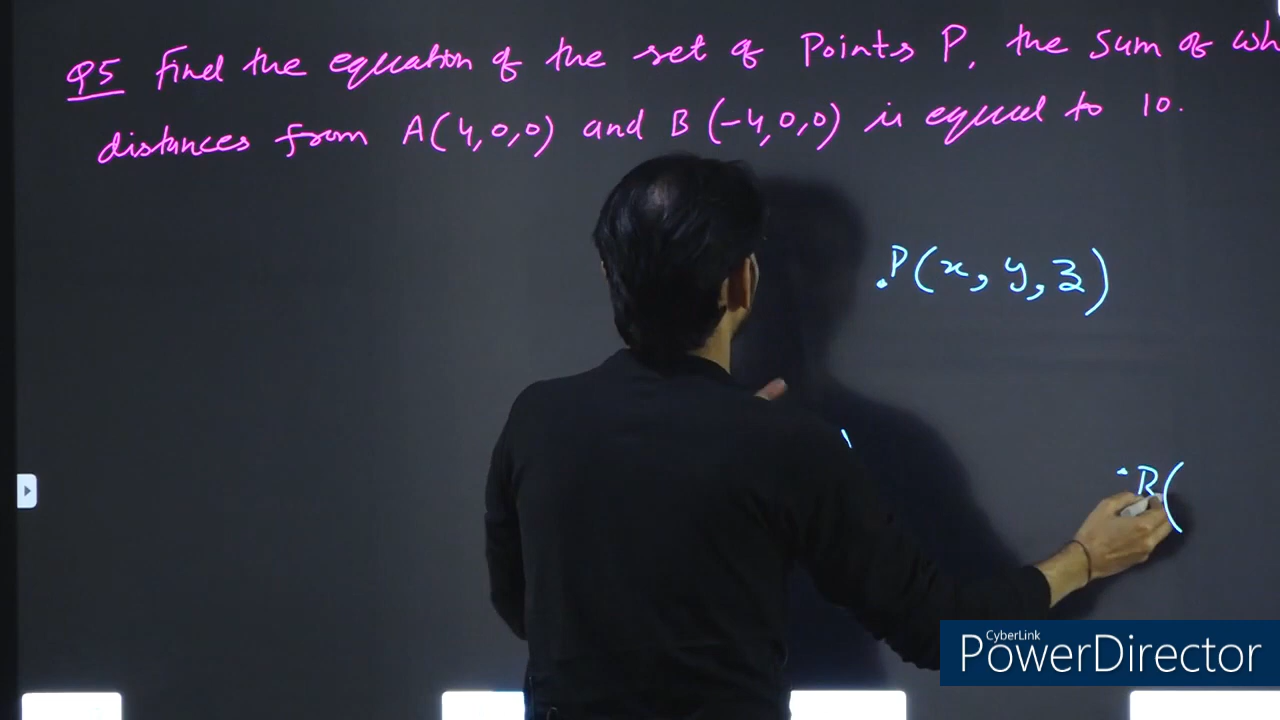 Q5 Find the equation of the set of Points P, the sum of wh
distances from A(4,0,0) and B (-4,0,0) is equal to 10.
.P(x, y, z)
.B(
CyberLink
PowerDirector